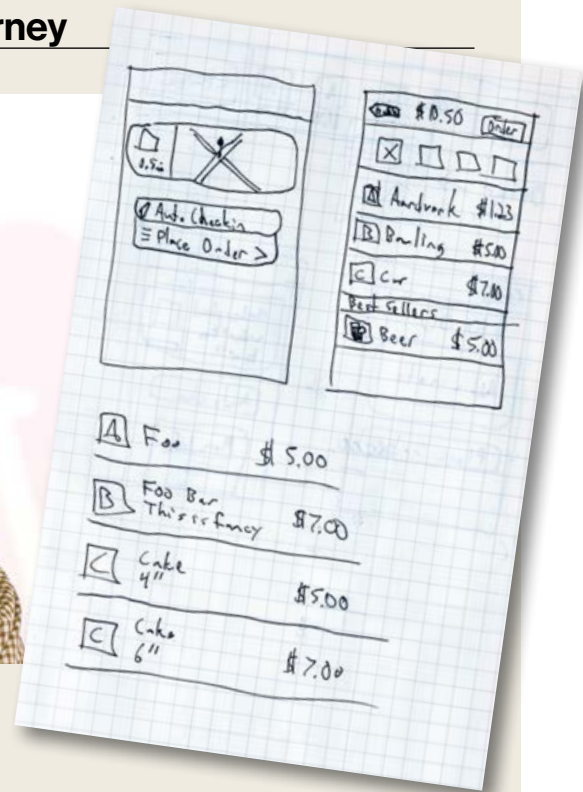 rney
0.5
Auto Checkin
Place Order >
$10.50 Order
X
A Aardvark $1.23
B Bowling $5.00
C Car $7.00
Best Sellers
Beer $5.00
A Foo $5.00
B Foo Bar
This is fancy $7.00
C Cake
4" $5.00
C Cake
6" $7.00